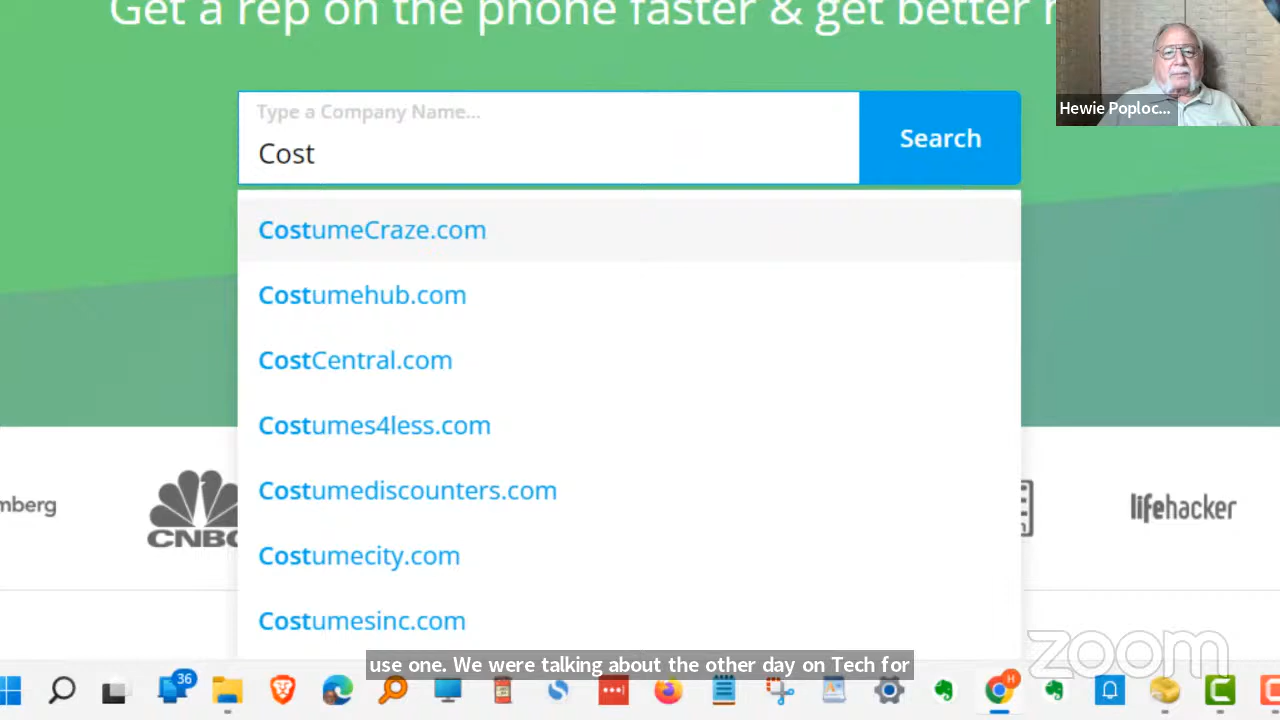 Get a rep on the phone faster & get better
Type a Company Name...
Cost
Search
Hewie Poploc...
CostumeCraze.com
Costumehub.com
CostCentral.com
Costumes4less.com
Costumediscounters.com
Costumecity.com
Costumesinc.com
mberg
CNBC
n
lifehacker
use one. We were talking about the other day on Tech for
zoom
36
H